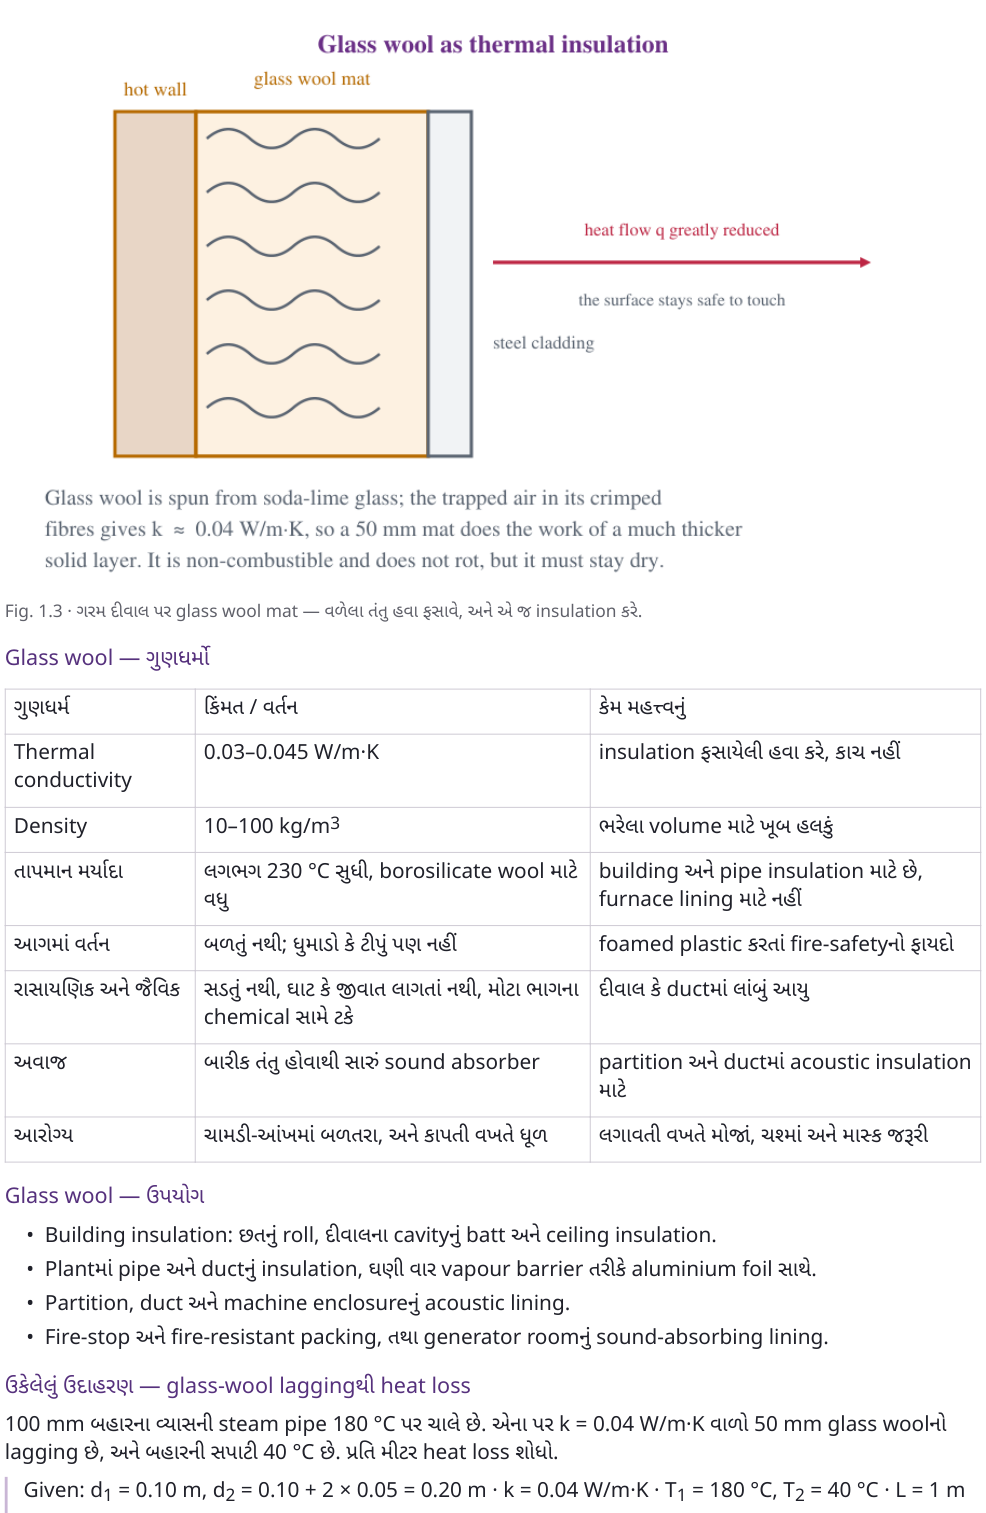 Glass wool as thermal insulation
glass wool mat
hot wall
heat flow q greatly reduced
the surface stays safe to touch
steel cladding
Glass wool is spun from soda-lime glass; the trapped air in its crimped
fibres gives k ≈ 0.04 W/m·K, so a 50 mm mat does the work of a much thicker
solid layer. It is non-combustible and does not rot, but it must stay dry.
Fig. 1.3 · ગરમ દીવાલ પર glass wool mat — વળેલા તંતુ હવા ફસાવે, અને એ જ insulation કરે.
Glass wool — ગુણધર્મો
ગુણધર્મ કિંમત / વર્તન કેમ મહત્ત્વનું
Thermal conductivity 0.03–0.045 W/m·K insulation ફસાયેલી હવા કરે, કાચ નહીં
Density 10–100 kg/m³ ભરેલા volume માટે ખૂબ હલકું
તાપમાન મર્યાદા લગભગ 230 °C સુધી, borosilicate wool માટે વધુ building અને pipe insulation માટે છે, furnace lining માટે નહીં
આગમાં વર્તન બળતું નથી; ધુમાડો કે ટીપું પણ નહીં foamed plastic કરતાં fire-safetyનો ફાયદો
રાસાયણિક અને જૈવિક સડતું નથી, ઘાટ કે જીવાત લાગતાં નથી, મોટા ભાગના chemical સામે ટકે દીવાલ કે ductમાં લાંબું આયુ
અવાજ બારીક તંતુ હોવાથી સારું sound absorber partition અને ductમાં acoustic insulation માટે
આરોગ્ય ચામડી-આંખમાં બળતરા, અને કાપતી વખતે ધૂળ લગાવતી વખતે મોજાં, ચશ્માં અને માસ્ક જરૂરી
Glass wool — ઉપયોગ
• Building insulation: છતનું roll, દીવાલના cavityનું batt અને ceiling insulation.
• Plantમાં pipe અને ductનું insulation, ઘણી વાર vapour barrier તરીકે aluminium foil સાથે.
• Partition, duct અને machine enclosureનું acoustic lining.
• Fire-stop અને fire-resistant packing, તથા generator roomનું sound-absorbing lining.
ઉકેલેલું ઉદાહરણ — glass-wool laggingથી heat loss
100 mm બહારના વ્યાસની steam pipe 180 °C પર ચાલે છે. એના પર k = 0.04 W/m·K વાળો 50 mm glass woolનો
lagging છે, અને બહારની સપાટી 40 °C છે. પ્રતિ મીટર heat loss શોધો.
Given: d₁ = 0.10 m, d₂ = 0.10 + 2 × 0.05 = 0.20 m · k = 0.04 W/m·K · T₁ = 180 °C, T₂ = 40 °C · L = 1 m